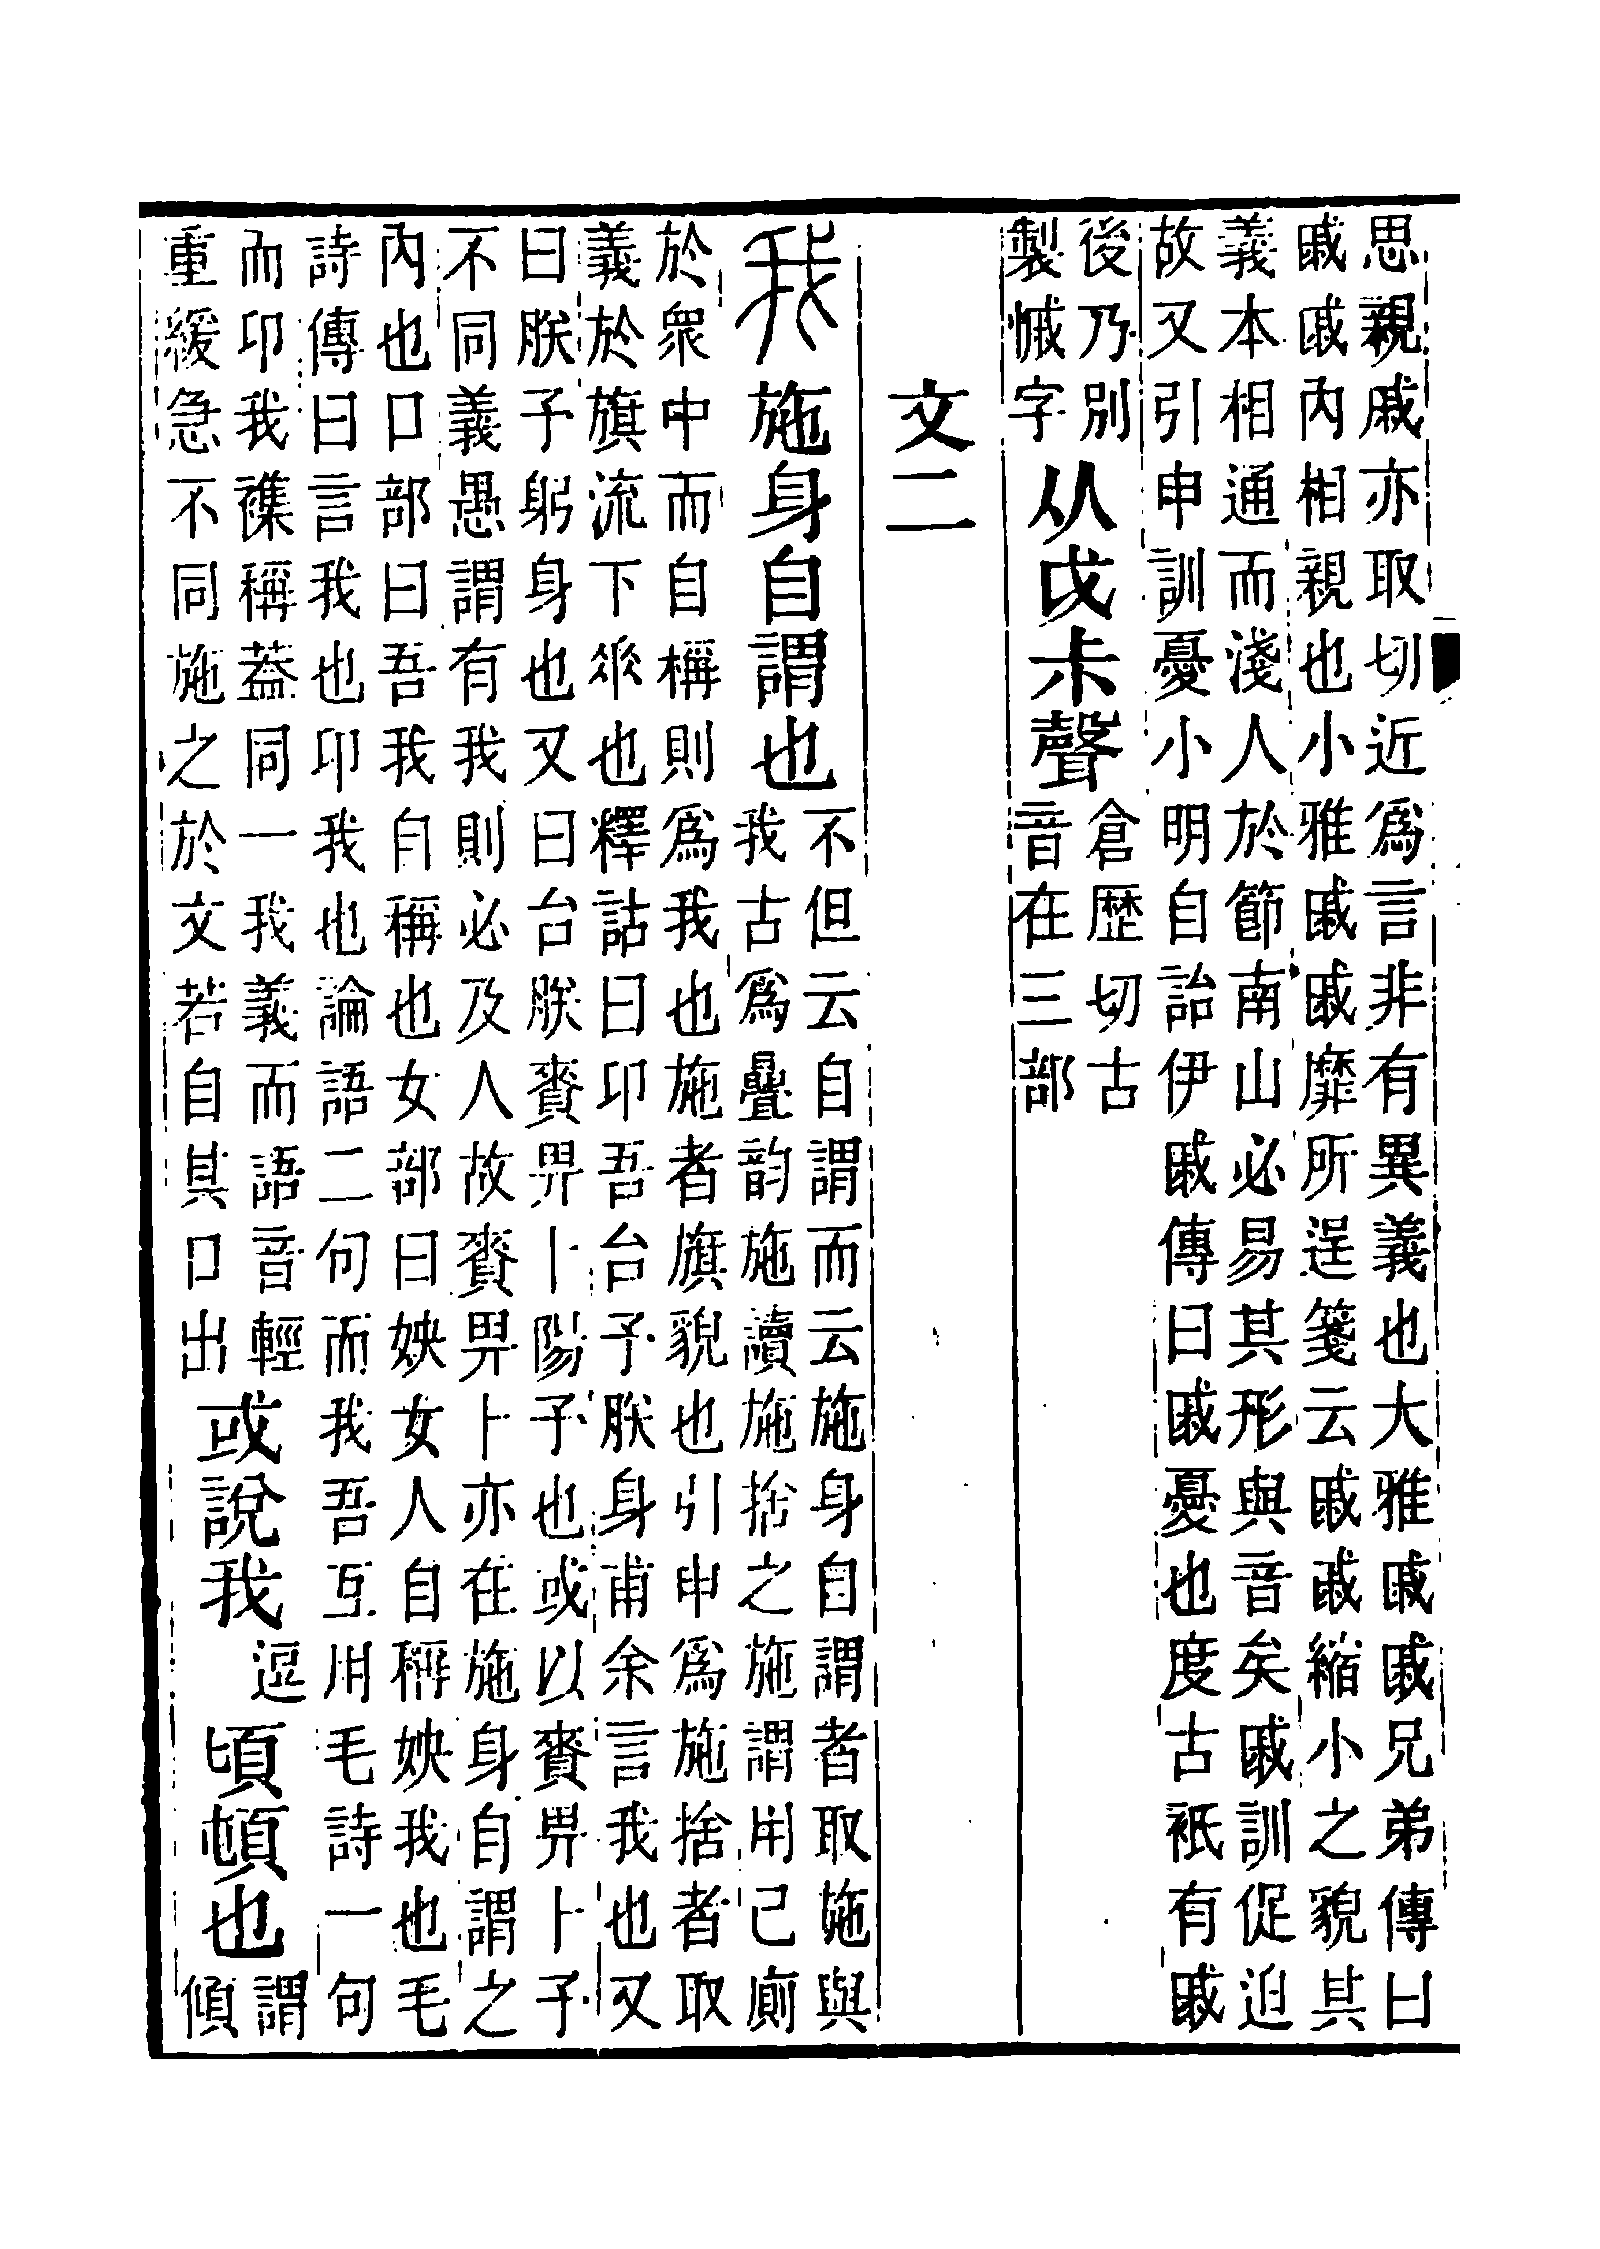 思親戚亦取切近爲言非有異義也大雅戚戚兄弟傳曰
戚戚內相親也小雅戚戚靡所逞箋云戚戚縮小之貌其
義本相通而淺人於節南山必易其形與音矣戚訓促迫
故又引申訓憂小明自詒伊戚傳曰戚憂也度古衹有戚
後乃別
製慽字
从戉尗聲
倉歷切古
音在三部
文二
我施身自謂也
不但云自謂而云施身自謂者取施與
我古爲曡韵施讀施捨之施謂用己廁
於眾中而自稱則爲我也施者旗貌也引申爲施捨者取
義於旗流下𠂹也釋詁曰卬吾台予朕身甫余言我也又
曰朕予躬身也又曰台朕賚畀卜陽予也或以賚畀卜予
不同義愚謂有我則必及人故賚畀卜亦在施身自謂之
內也口部曰吾我自稱也女部曰姎女人自稱姎我也毛
詩傳曰言我也卬我也論語二句而我吾互用毛詩一句
而卬我襍稱葢同一我義而語音輕
重緩急不同施之於文若自其口出
或說我
逗
頃頓也
謂
傾